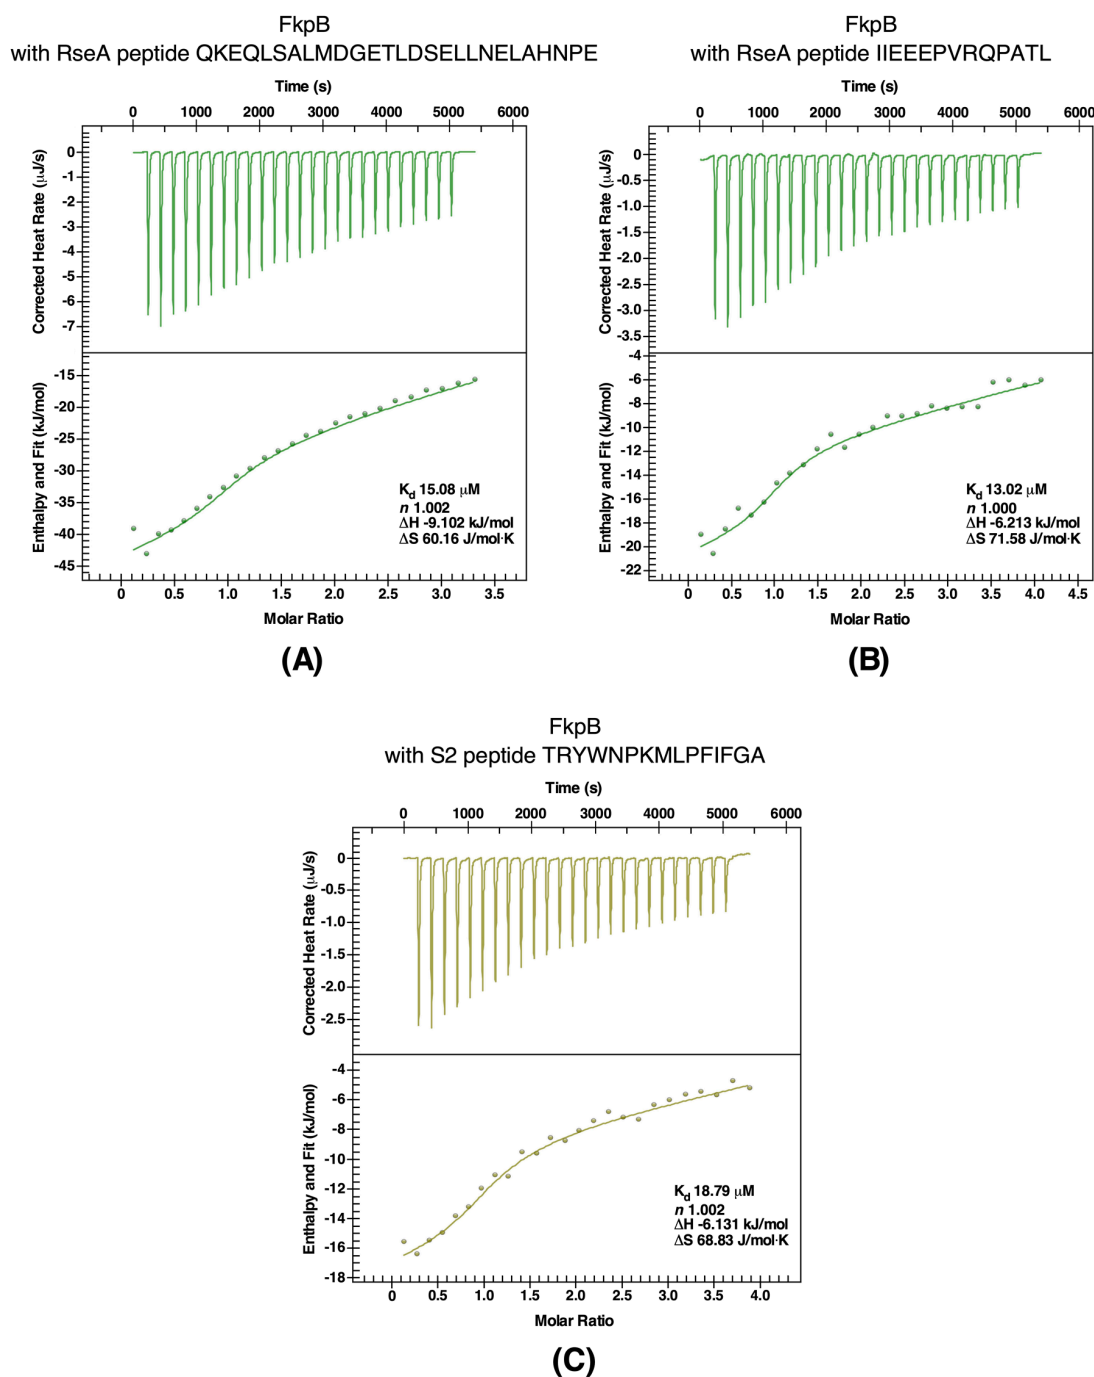 FkpB
with RseA peptide QKEQLSALMDGETLDSELLNELAHNPE
Time (s)
0 1000 2000 3000 4000 5000 6000
Corrected Heat Rate (µJ/s)
0
-1
-2
-3
-4
-5
-6
-7
Enthalpy and Fit (kJ/mol)
-15
-20
-25
-30
-35
-40
-45
Kd 15.08 µM
n 1.002
ΔH -9.102 kJ/mol
ΔS 60.16 J/mol·K
0 0.5 1.0 1.5 2.0 2.5 3.0 3.5
Molar Ratio
(A)
FkpB
with RseA peptide IIEEEPVRQPATL
Time (s)
0 1000 2000 3000 4000 5000 6000
Corrected Heat Rate (µJ/s)
0
-0.5
-1.0
-1.5
-2.0
-2.5
-3.0
-3.5
Enthalpy and Fit (kJ/mol)
-4
-6
-8
-10
-12
-14
-16
-18
-20
-22
Kd 13.02 µM
n 1.000
ΔH -6.213 kJ/mol
ΔS 71.58 J/mol·K
0 0.5 1.0 1.5 2.0 2.5 3.0 3.5 4.0 4.5
Molar Ratio
(B)
FkpB
with S2 peptide TRYWNPKMLPFIFGA
Time (s)
0 1000 2000 3000 4000 5000 6000
Corrected Heat Rate (µJ/s)
0
-0.5
-1.0
-1.5
-2.0
-2.5
Enthalpy and Fit (kJ/mol)
-4
-6
-8
-10
-12
-14
-16
-18
Kd 18.79 µM
n 1.002
ΔH -6.131 kJ/mol
ΔS 68.83 J/mol·K
0 0.5 1.0 1.5 2.0 2.5 3.0 3.5 4.0
Molar Ratio
(C)